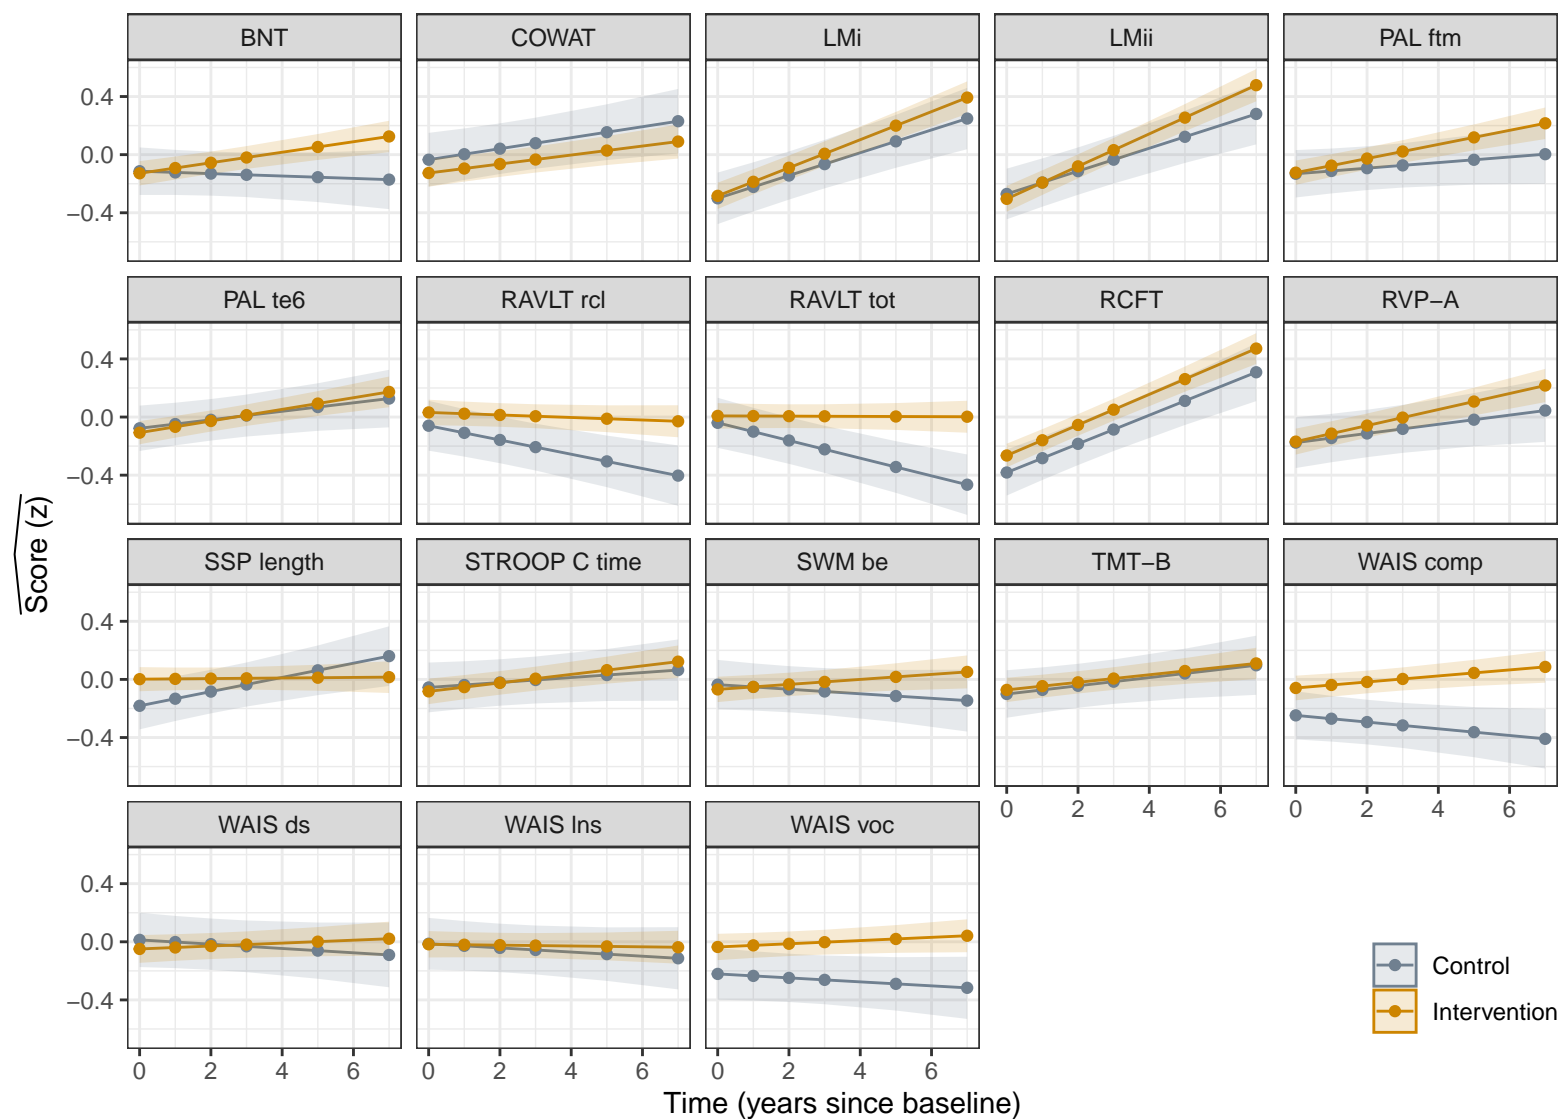 BNT COWAT LMi LMii PAL ftm
0.4
0.0
−0.4
PAL te6 RAVLT rcl RAVLT tot RCFT RVP−A
0.4
0.0
−0.4
SSP length STROOP C time SWM be TMT−B WAIS comp
0.4
0.0
−0.4
0 2 4 6 0 2 4 6
WAIS ds WAIS lns WAIS voc
0.4
0.0
−0.4
0 2 4 6 0 2 4 6 0 2 4 6
Score (z)
Time (years since baseline)
Control
Intervention